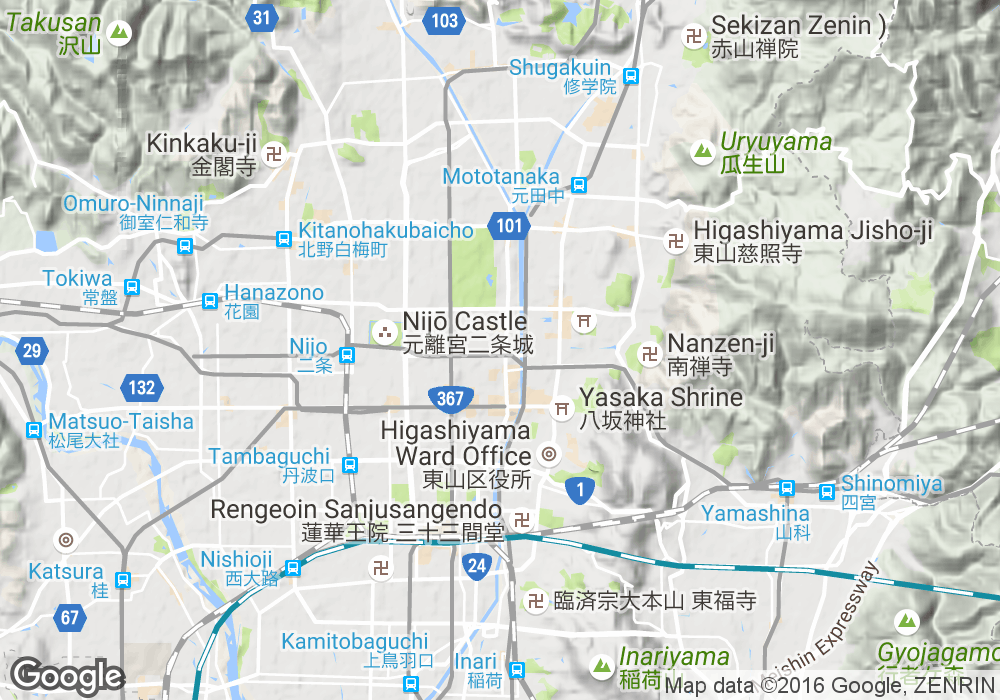 Takusan
沢山
31
103
Sekizan Zenin )
赤山禅院
Shugakuin
修学院
Kinkaku-ji
金閣寺
Uryuyama
瓜生山
Mototanaka
元田中
Omuro-Ninnaji
御室仁和寺
Kitanohakubaicho
北野白梅町
101
Higashiyama Jisho-ji
東山慈照寺
Tokiwa
常盤
Hanazono
花園
Nijō Castle
元離宮二条城
Nijo
二条
Nanzen-ji
南禅寺
29
132
367
Yasaka Shrine
八坂神社
Matsuo-Taisha
松尾大社
Higashiyama
Ward Office
東山区役所
Tambaguchi
丹波口
1
Shinomiya
四宮
Yamashina
山科
Rengeoin Sanjusangendo
蓮華王院 三十三間堂
Nishioji
西大路
24
Katsura
桂
67
臨済宗大本山 東福寺
Kamitobaguchi
上鳥羽口
Inari
稲荷
Inariyama
Gyojagamo
Expressway
Google
Map data ©2016 Google, ZENRIN